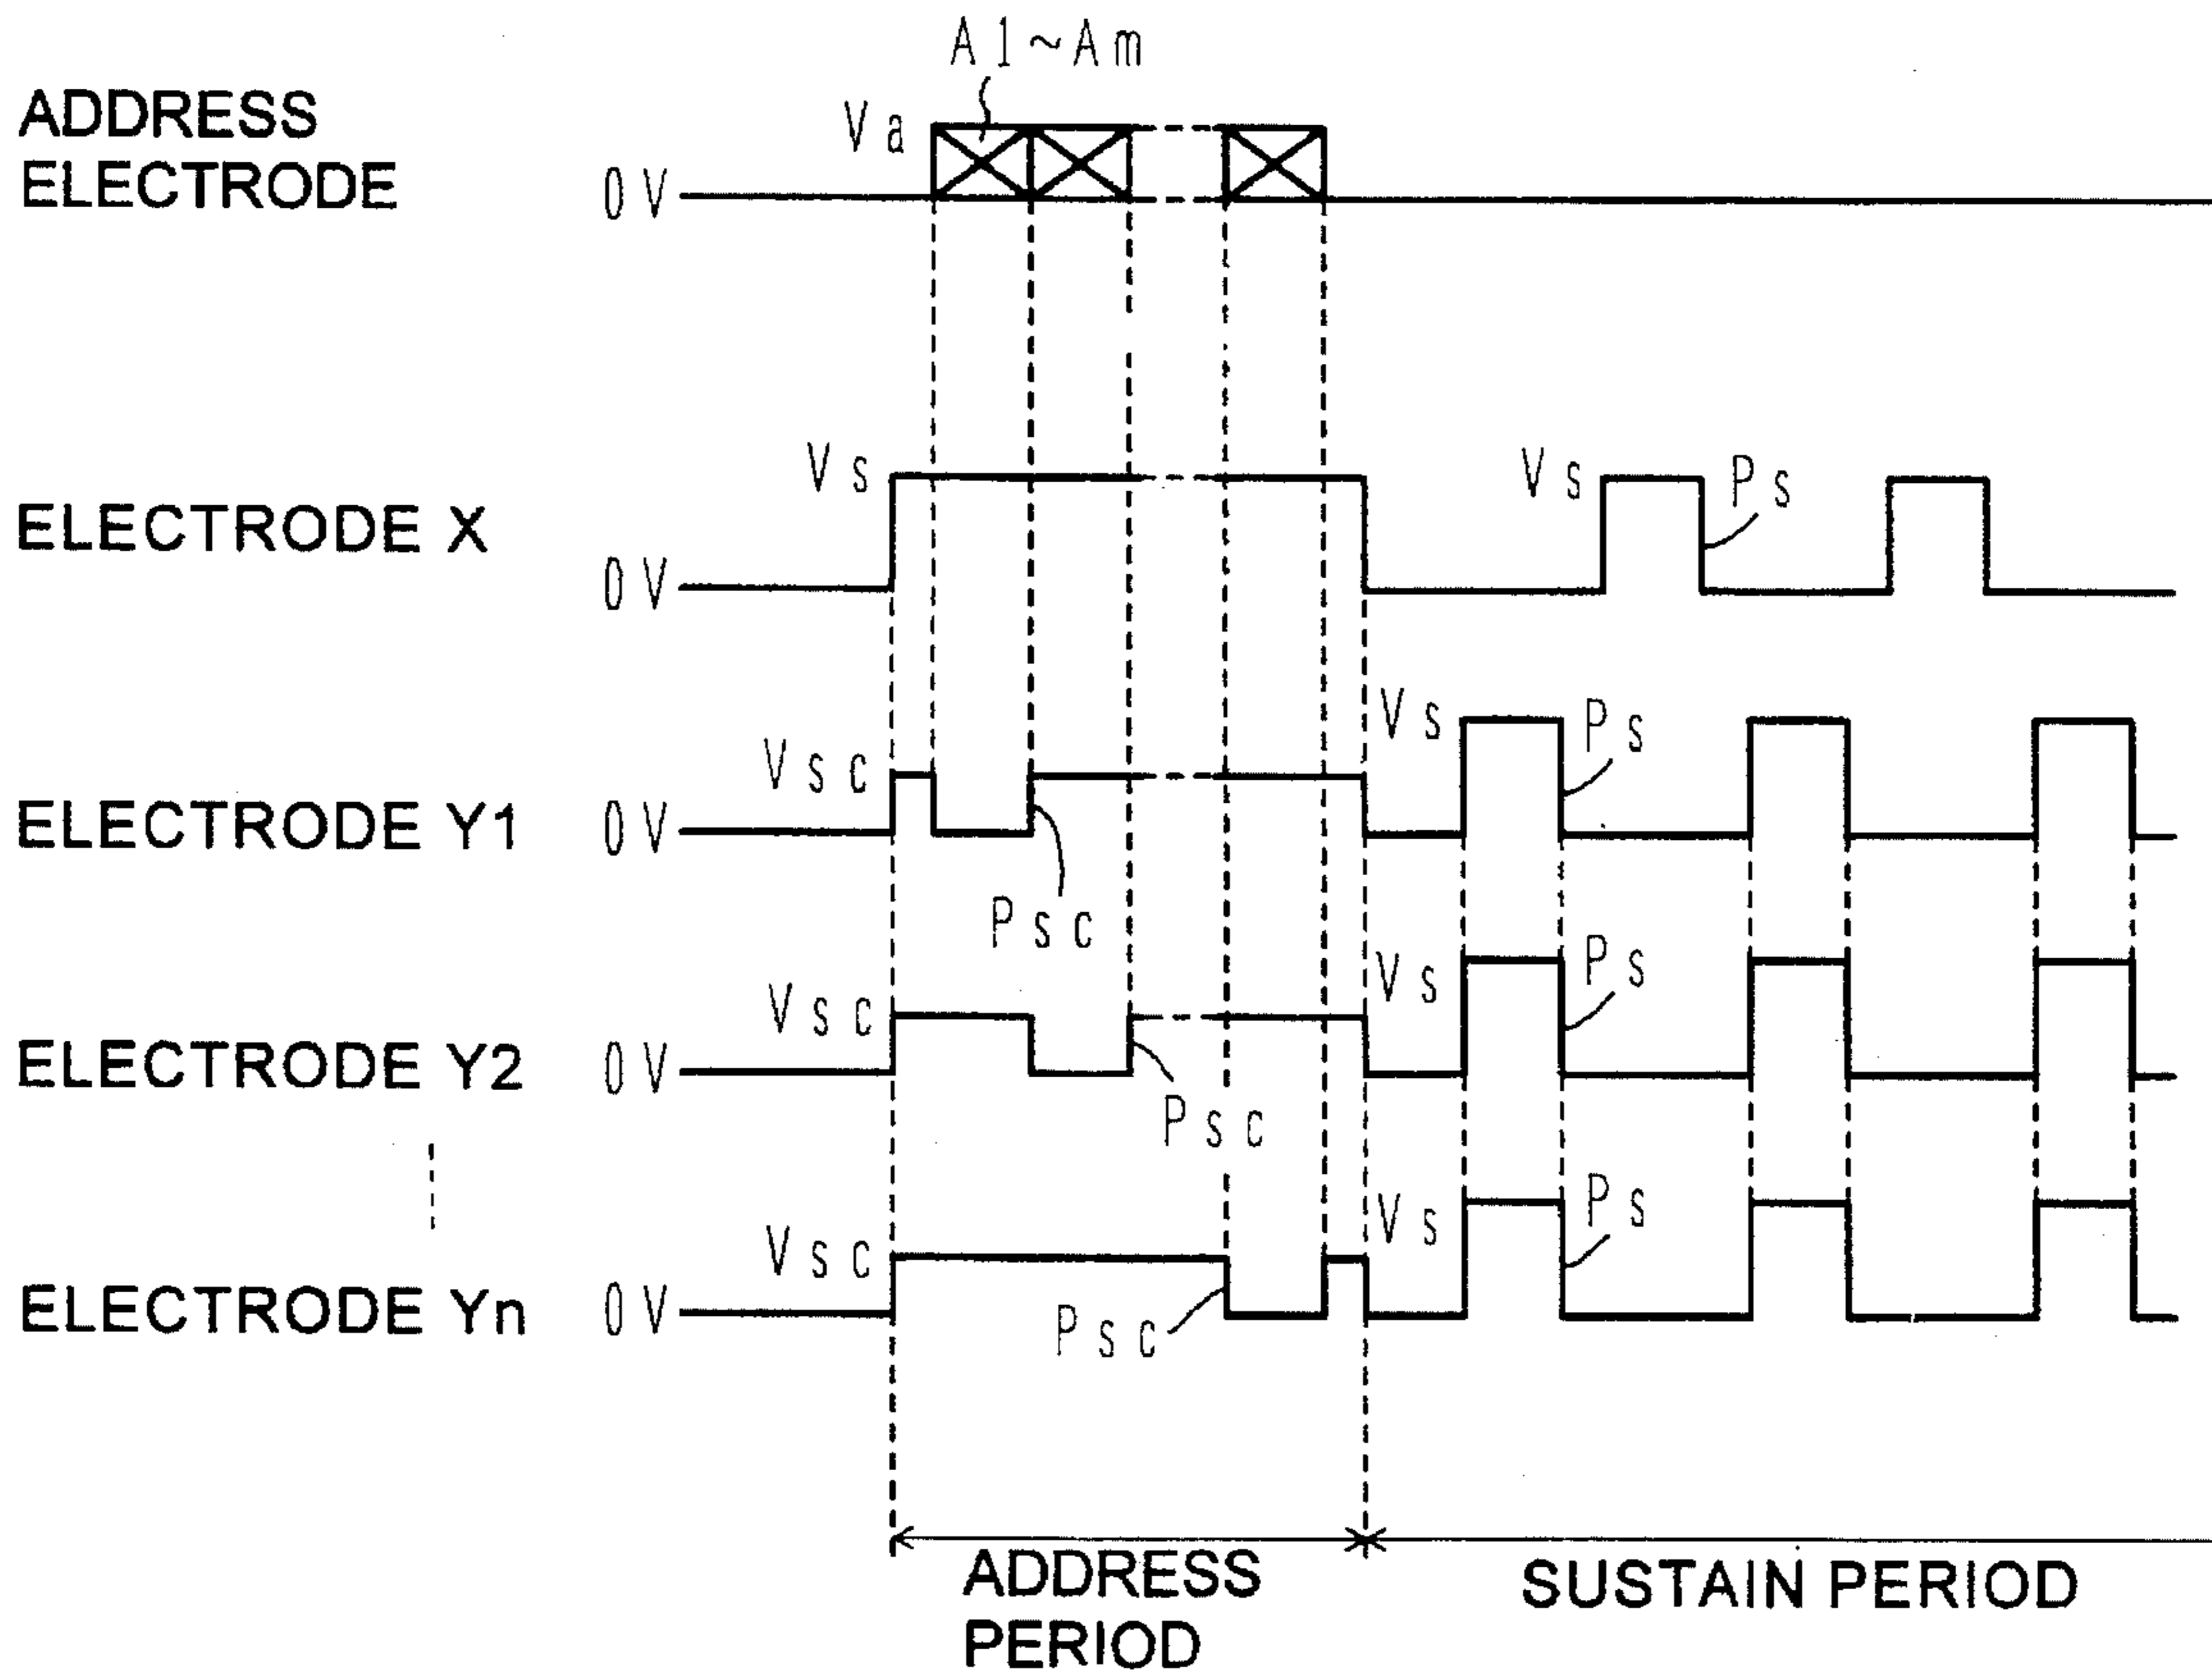 A1~Am
ADDRESS
ELECTRODE
Va
0V
ELECTRODE X
Vs
0V
Vs
Ps
ELECTRODE Y1
Vsc
0V
Psc
Vs
Ps
ELECTRODE Y2
Vsc
0V
Psc
Vs
Ps
ELECTRODE Yn
Vsc
0V
Psc
Vs
Ps
ADDRESS
PERIOD
SUSTAIN PERIOD